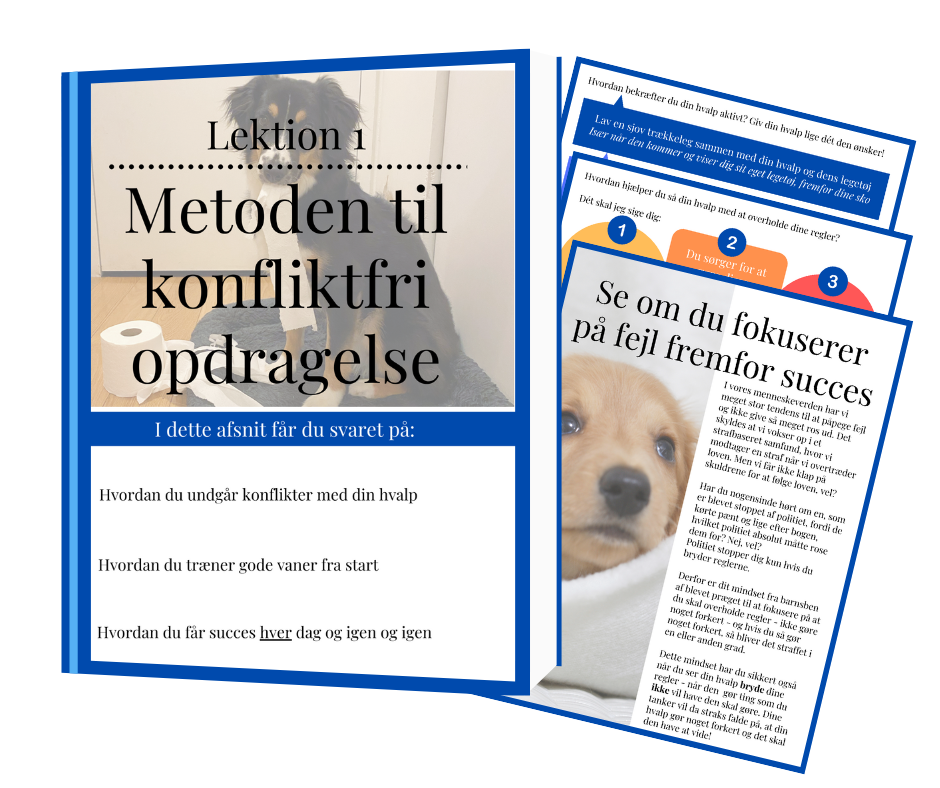 Lektion 1
Metoden til
konfliktfri
opdragelse
I dette afsnit får du svaret på:
Hvordan du undgår konflikter med din hvalp
Hvordan du træner gode vaner fra start
Hvordan du får succes hver dag og igen og igen
Hvordan bekræfter du din hvalp aktivt? Giv din hvalp lige dét den ønsker!
Lav en sjov trækkeleg sammen med din hvalp og dens legetøj
Især når den kommer og viser dig sit eget legetøj, fremfor dine sko
Hvordan hjælper du så din hvalp med at overholde dine regler?
Dét skal jeg sige dig:
1
2
3
Du sørger for at
Se om du fokuserer
på fejl fremfor succes
I vores menneskeverden har vi
meget stor tendens til at påpege fejl
og ikke give så meget ros ud. Det
skyldes at vi vokser op i et
strafbaseret samfund, hvor vi
modtager en straf når vi overtræder
loven. Men vi får ikke klap på
skuldrene for at følge loven, vel?
Har du nogensinde hørt om en, som
er blevet stoppet af politiet, fordi de
kørte pænt og lige efter bogen,
hvilket politiet absolut måtte rose
dem for? Nej, vel?
Politiet stopper dig kun hvis du
bryder reglerne.
Derfor er dit mindset fra barnsben
af blevet præget til at fokusere på at
du skal overholde regler - ikke gøre
noget forkert - og hvis du så gør
noget forkert, så bliver det straffet i
en eller anden grad.
Dette mindset har du sikkert også
når du ser din hvalp bryde dine
regler - når den gør ting som du
ikke vil have den skal gøre. Dine
tanker vil da straks falde på, at din
hvalp gør noget forkert og det skal
den have at vide!